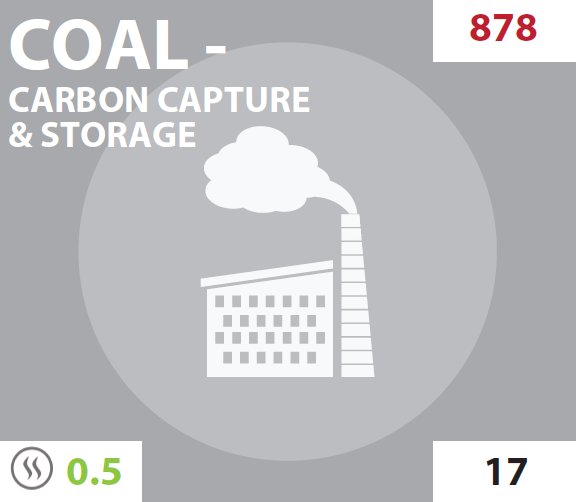 COAL -
878
CARBON CAPTURE
& STORAGE
0.5
17